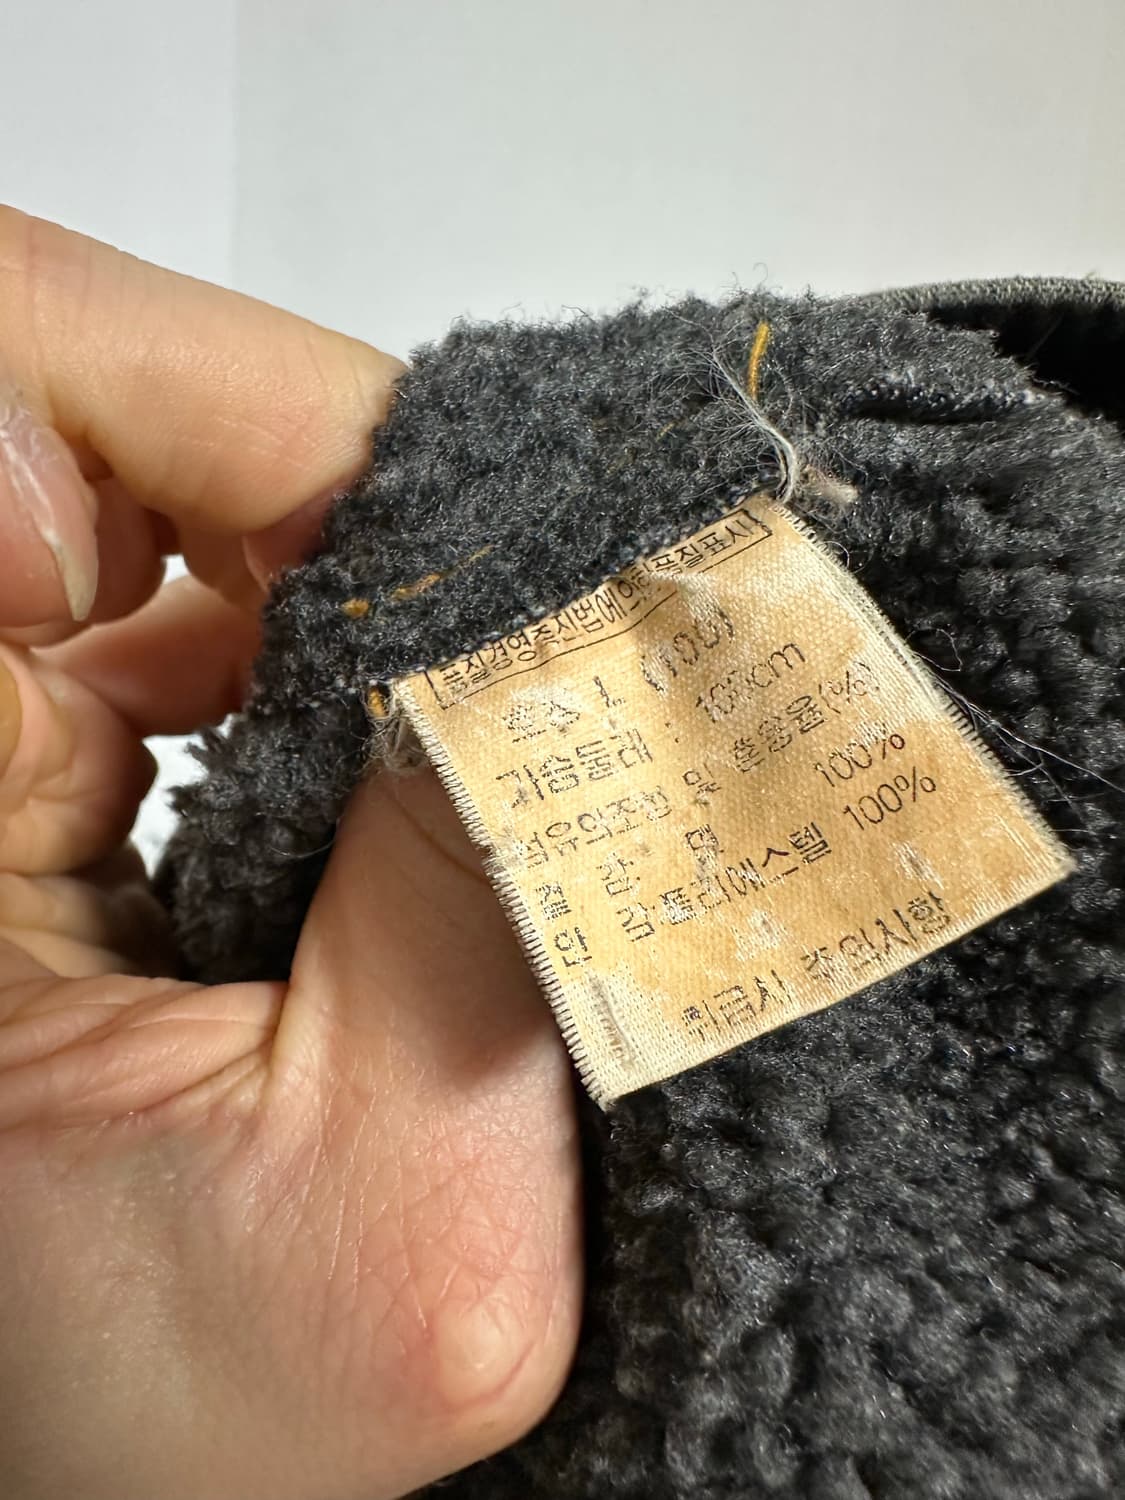 품질경영촉진법에의한 품질표시
호수 L (100)
가슴둘레 : 100cm
섬유의조성 및 혼용율(%)
겉 감: 면 100%
안 감:폴리에스텔 100%
취급시 주의사항